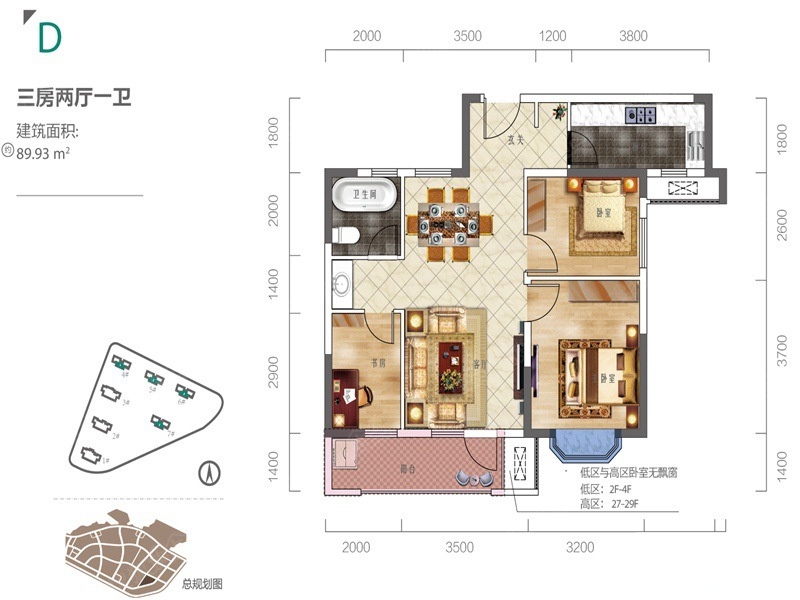 D
三房两厅一卫
建筑面积:
约 89.93 m²
2000 3500 1200 3800
1800
2000
1400
2900
1400
1800
2600
3700
1400
玄关
卫生间
卧室
书房
客厅
卧室
阳台
低区与高区卧室无飘窗
低区: 2F-4F
高区: 27-29F
2000 3500 3200
4#
5#
6#
3#
2#
7#
1#
总规划图